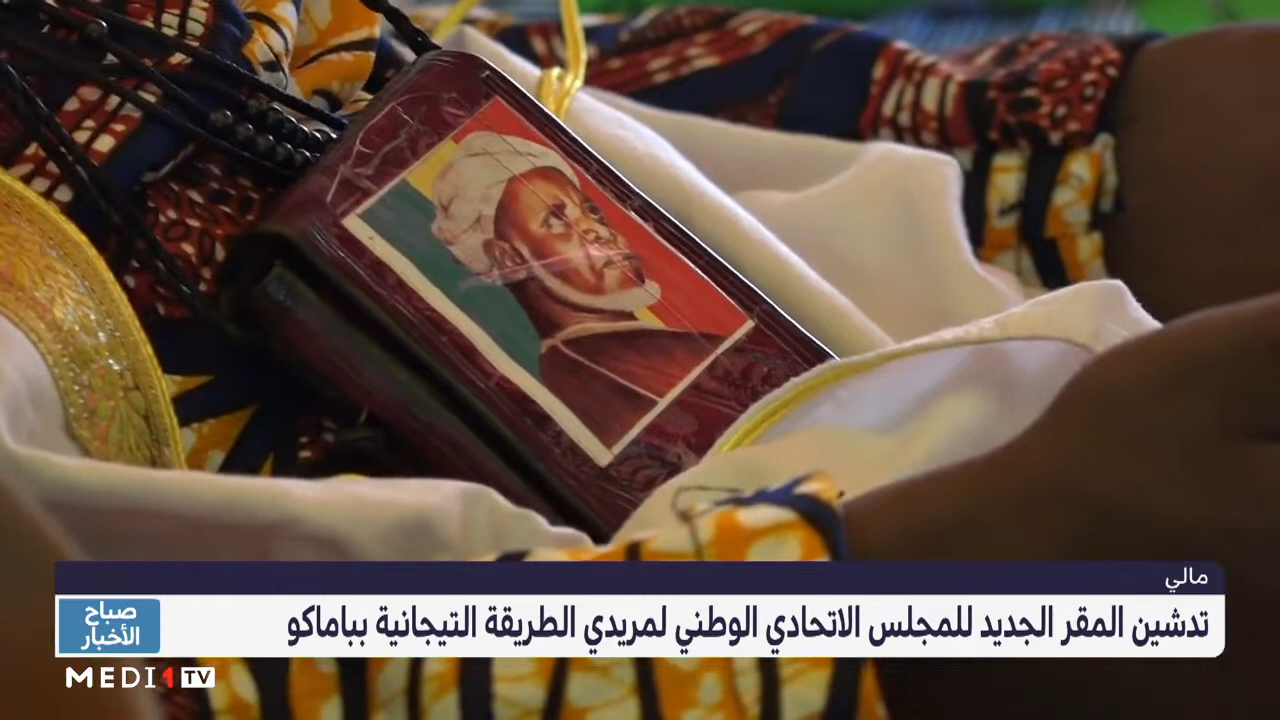 مالي
تدشين المقر الجديد للمجلس الاتحادي الوطني لمريدي الطريقة التيجانية بباماكو
صباح
الأخبار
MEDI1TV